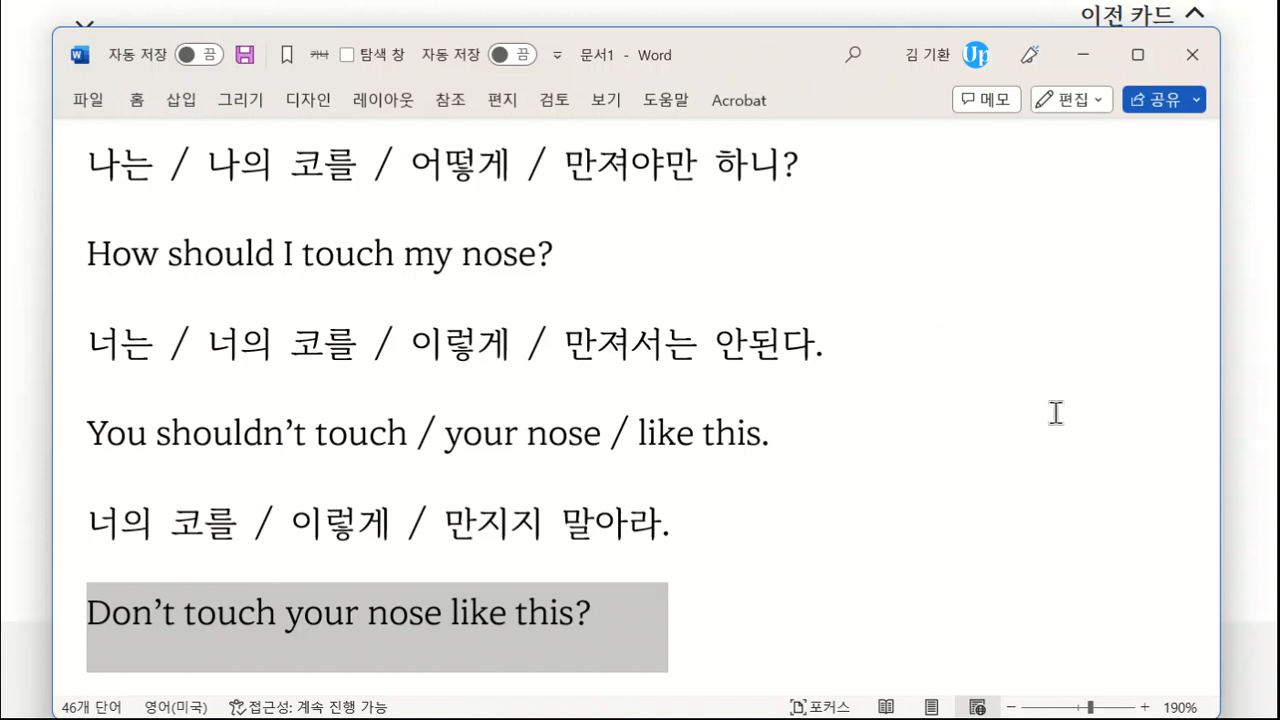 이전 카드
자동 저장 끔 가나 탐색 창 자동 저장 끔 문서1 - Word 김 기환 Up
파일 홈 삽입 그리기 디자인 레이아웃 참조 편지 검토 보기 도움말 Acrobat 메모 편집 공유
나는 / 나의 코를 / 어떻게 / 만져야만 하니?
How should I touch my nose?
너는 / 너의 코를 / 이렇게 / 만져서는 안된다.
You shouldn’t touch / your nose / like this.
너의 코를 / 이렇게 / 만지지 말아라.
Don’t touch your nose like this?
46개 단어 영어(미국) 접근성: 계속 진행 가능 포커스 190%